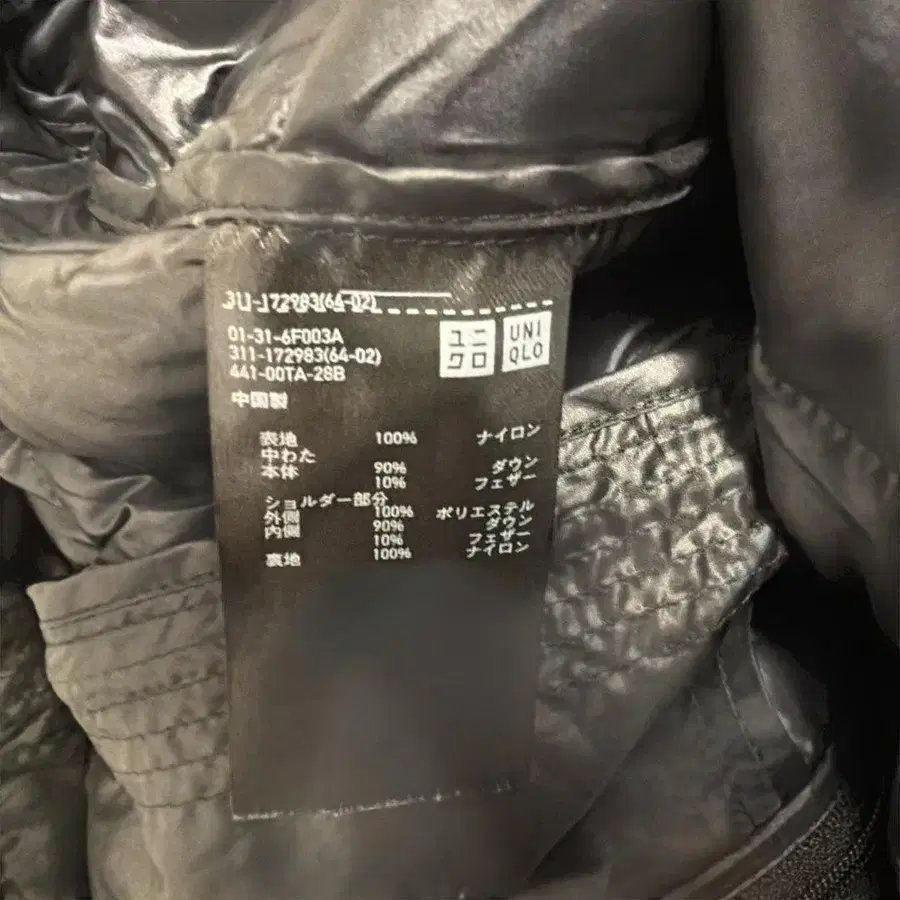 311-172983(64-02)
ユニ
クロ
UNI
QLO
01-31-6F003A
311-172983(64-02)
441-00TA-28B
中国製
表地 100% ナイロン
中わた
本体 90% ダウン
10% フェザー
ショルダー部分
外側 100% ポリエステル
内側 90% ダウン
10% フェザー
裏地 100% ナイロン